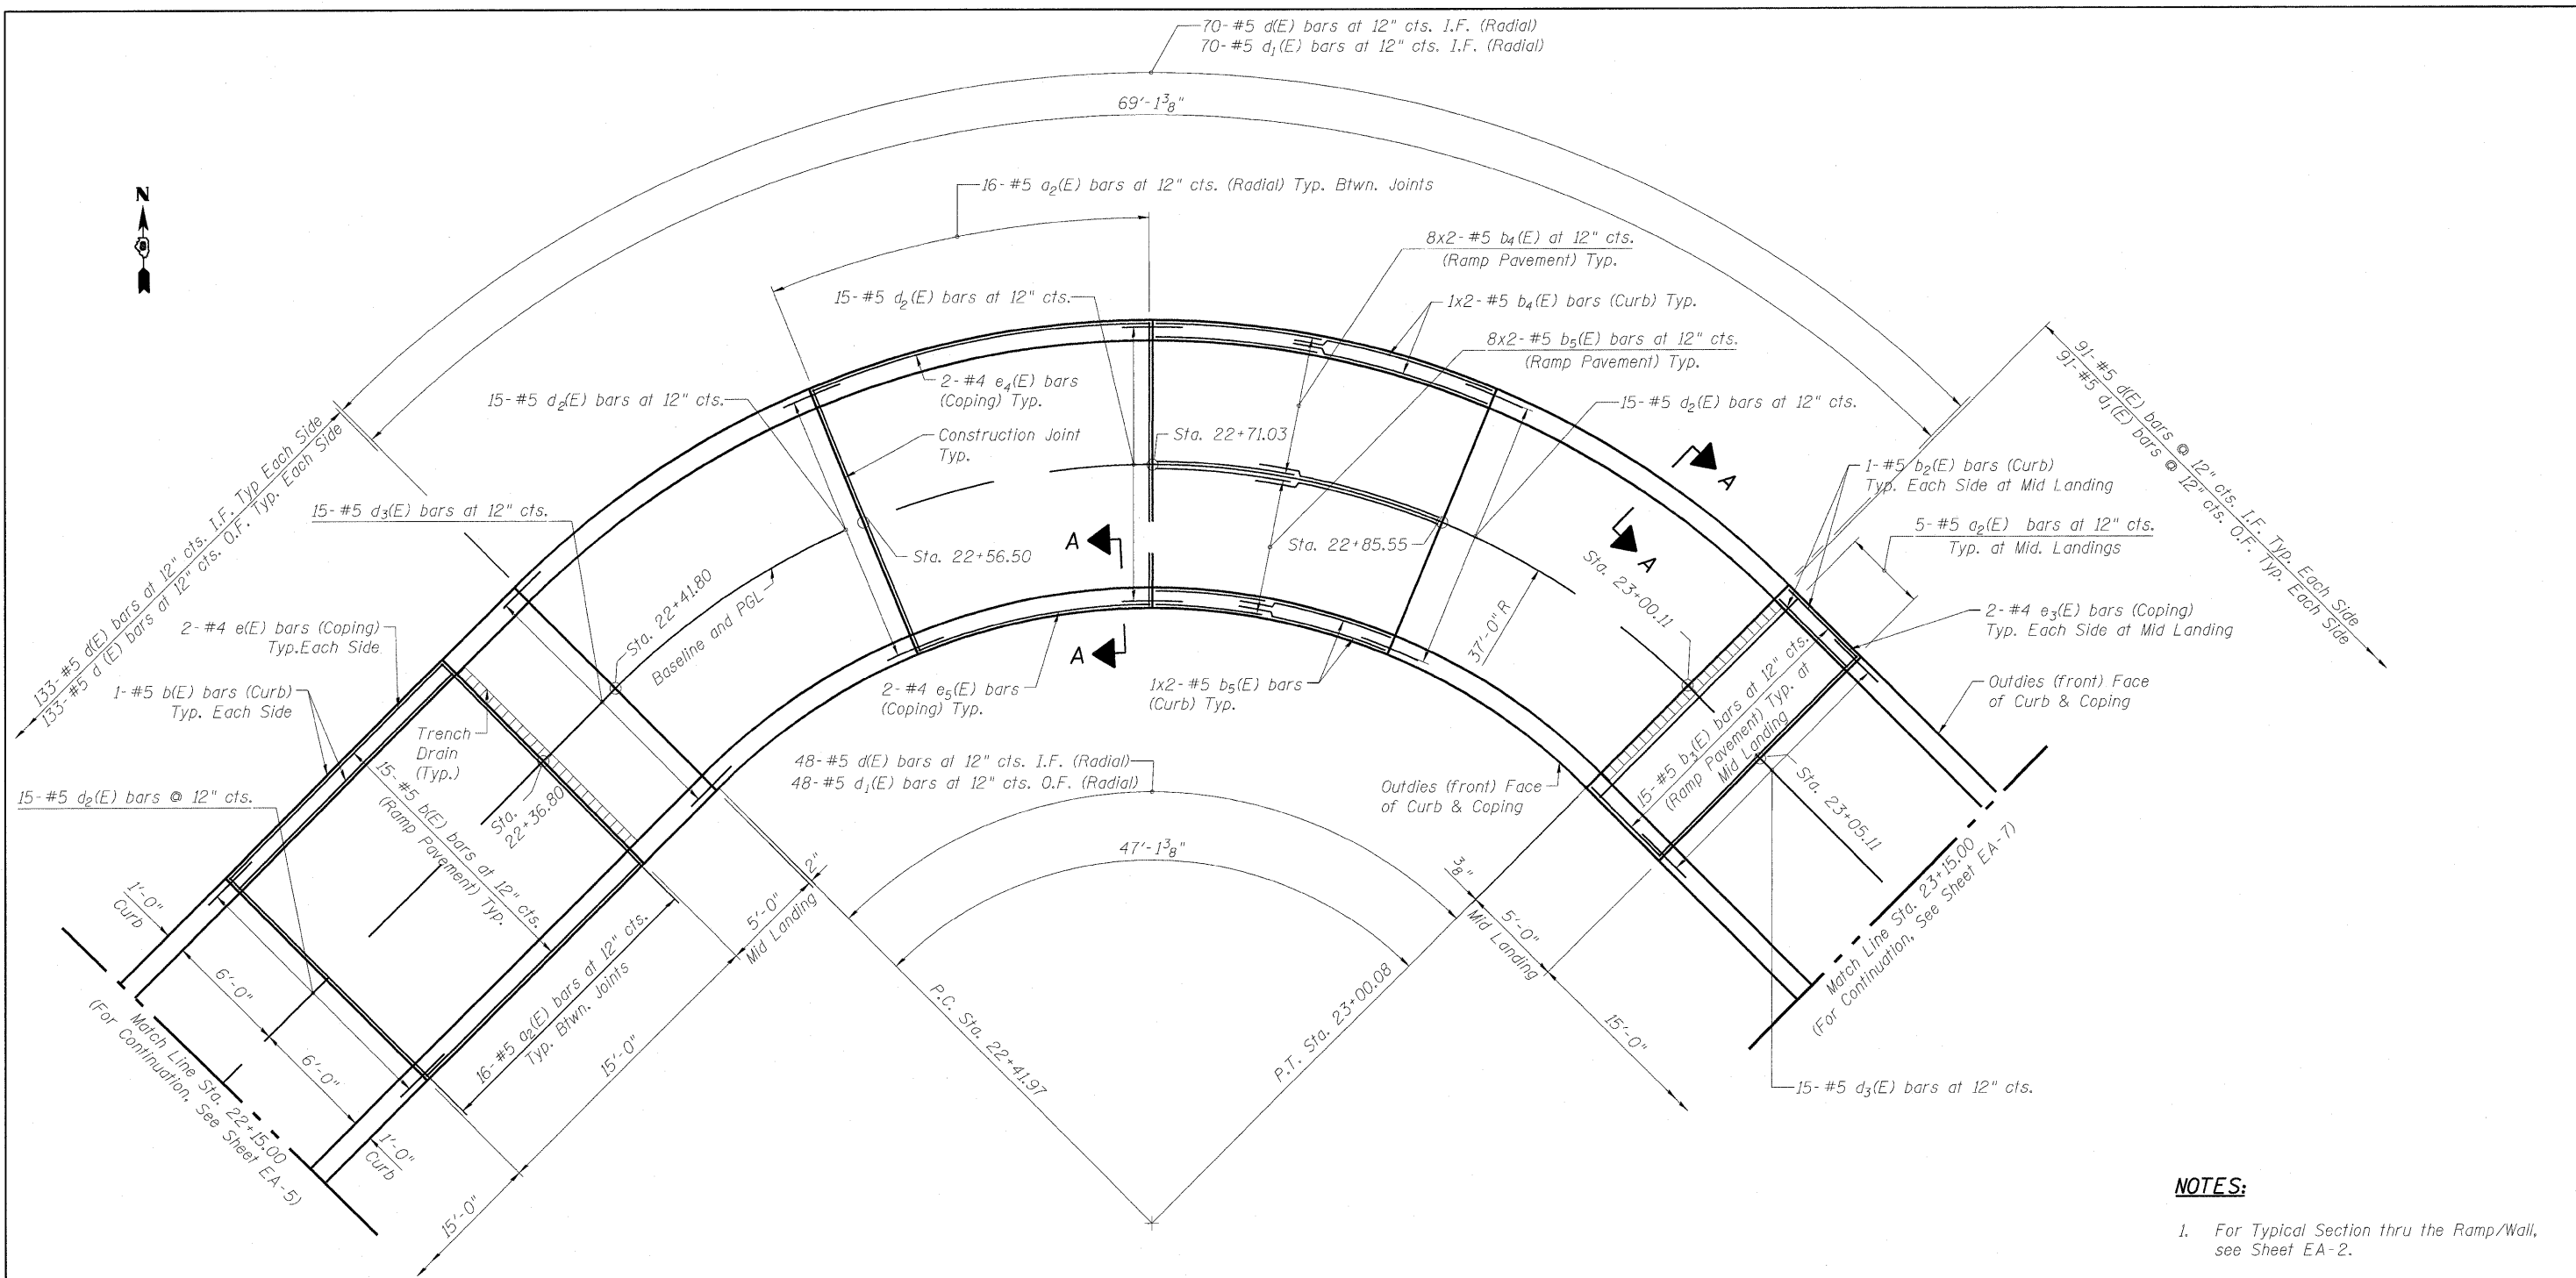 70-#5 d(E) bars at 12" cts. I.F. (Radial)
70-#5 d1(E) bars at 12" cts. I.F. (Radial)
69'-1 3/8"
N
16-#5 a2(E) bars at 12" cts. (Radial) Typ. Btwn. Joints
8x2-#5 b4(E) at 12" cts.
(Ramp Pavement) Typ.
15-#5 d2(E) bars at 12" cts.
1x2-#5 b4(E) bars (Curb) Typ.
8x2-#5 b5(E) bars at 12" cts.
(Ramp Pavement) Typ.
2-#4 e4(E) bars
(Coping) Typ.
15-#5 d2(E) bars at 12" cts.
15-#5 d2(E) bars at 12" cts.
Construction Joint
Typ.
Sta. 22+71.03
91-#5 d(E) bars @ 12" cts. I.F. Typ. Each Side
91-#5 d1(E) bars @ 12" cts. O.F. Typ. Each Side
133-#5 d(E) bars at 12" cts. I.F. Typ Each Side
133-#5 d (E) bars at 12" cts. O.F. Typ. Each Side
A
1-#5 b2(E) bars (Curb)
Typ. Each Side at Mid Landing
15-#5 d3(E) bars at 12" cts.
5-#5 a2(E) bars at 12" cts.
Typ. at Mid. Landings
A
A
Sta. 22+56.50
Sta. 22+85.55
Sta. 23+00.11
Sta. 22+41.80
Baseline and PGL
37'-0" R
2-#4 e3(E) bars (Coping)
Typ. Each Side at Mid Landing
2-#4 e(E) bars (Coping)
Typ.Each Side
A
2-#4 e5(E) bars
(Coping) Typ.
1x2-#5 b5(E) bars
(Curb) Typ.
Outdies (front) Face
of Curb & Coping
1-#5 b(E) bars (Curb)
Typ. Each Side
Trench
Drain
(Typ.)
15-#5 b3(E) bars at 12" cts.
(Ramp Pavement) Typ. at
Mid Landing
48-#5 d(E) bars at 12" cts. I.F. (Radial)
48-#5 d1(E) bars at 12" cts. O.F. (Radial)
Outdies (front) Face
of Curb & Coping
Sta. 23+05.11
15-#5 d2(E) bars @ 12" cts.
Sta.
22+36.80
15-#5 b(E) bars at 12" cts.
(Ramp Pavement) Typ.
47'-1 3/8"
2"
3/8"
5'-0"
Mid Landing
5'-0"
Mid Landing
1'-0"
Curb
16-#5 a2(E) bars at 12" cts.
Typ. Btwn. Joints
Match Line Sta. 23+15.00
(For Continuation, See Sheet EA-7)
6'-0"
6'-0"
15'-0"
P.C. Sta. 22+41.97
P.T. Sta. 23+00.08
15'-0"
Match Line Sta. 22+15.00
(For Continuation, See Sheet EA-5)
1'-0"
Curb
15'-0"
15-#5 d3(E) bars at 12" cts.
NOTES:
1. For Typical Section thru the Ramp/Wall,
see Sheet EA-2.